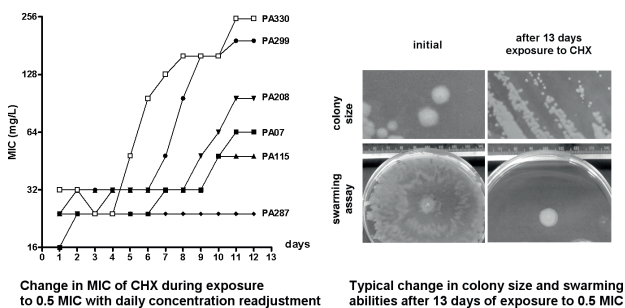 256
128
64
32
16
MIC (mg/L)
0 1 2 3 4 5 6 7 8 9 10 11 12 13
days
PA330
PA299
PA208
PA07
PA115
PA287
Change in MIC of CHX during exposure
to 0.5 MIC with daily concentration readjustment
initial
after 13 days
exposure to CHX
colony
size
swarming
assay
Typical change in colony size and swarming
abilities after 13 days of exposure to 0.5 MIC